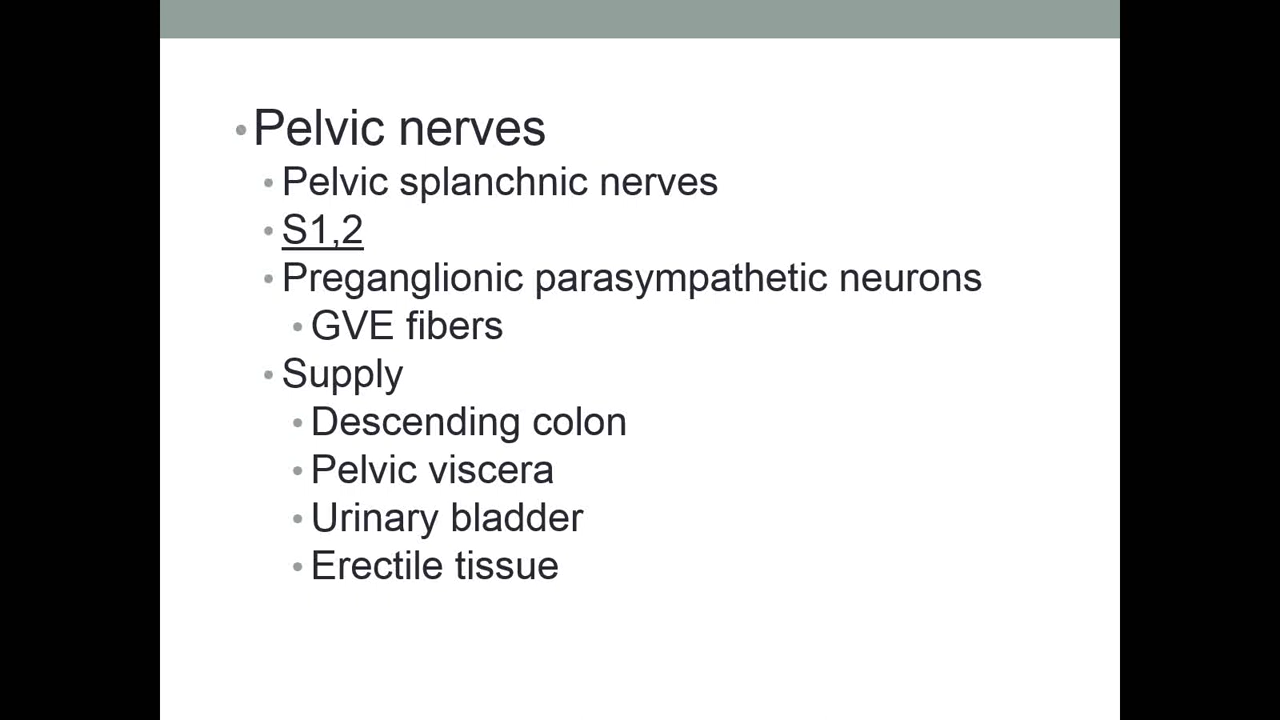 • Pelvic nerves
• Pelvic splanchnic nerves
• S1,2
• Preganglionic parasympathetic neurons
• GVE fibers
• Supply
• Descending colon
• Pelvic viscera
• Urinary bladder
• Erectile tissue